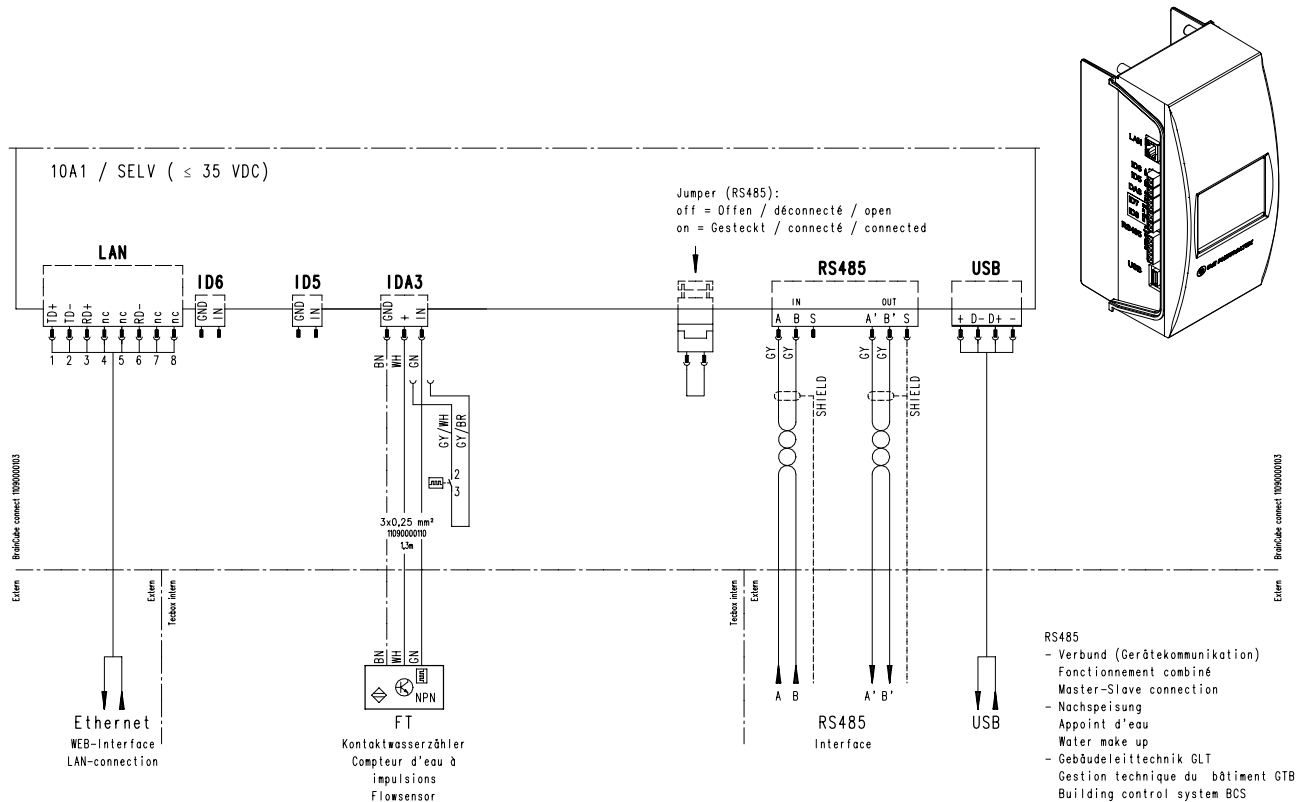 10A1 / SELV ( ≤ 35 VDC)
Jumper (RS485):
off = Offen / déconnecté / open
on = Gesteckt / connecté / connected
LAN
ID6
ID5
IDA3
RS485
USB
TD+ TD- RD+ nc nc RD- nc nc
1 2 3 4 5 6 7 8
GND IN
GND IN
GND + IN
IN
OUT
A B S A' B' S
+ D- D+ -
BN WH GN
GY GY
SHIELD
GY GY
SHIELD
GY/WH
GY/BR
2
3
3x0,25 mm²
11090000110
1,3m
BrainCube connect 11090000103
Extern
Extern
Tecbox intern
Tecbox intern
Extern
BrainCube connect 11090000103
Extern
BN WH GN
NPN
FT
Kontaktwasserzähler
Compteur d'eau à
impulsions
Flowsensor
Ethernet
WEB-Interface
LAN-connection
A B A' B'
RS485
Interface
USB
RS485
- Verbund (Gerätekommunikation)
Fonctionnement combiné
Master-Slave connection
- Nachspeisung
Appoint d'eau
Water make up
- Gebäudeleittechnik GLT
Gestion technique du bâtiment GTB
Building control system BCS
LAN
ID6
ID5
ID7
ID8
RS485
USB